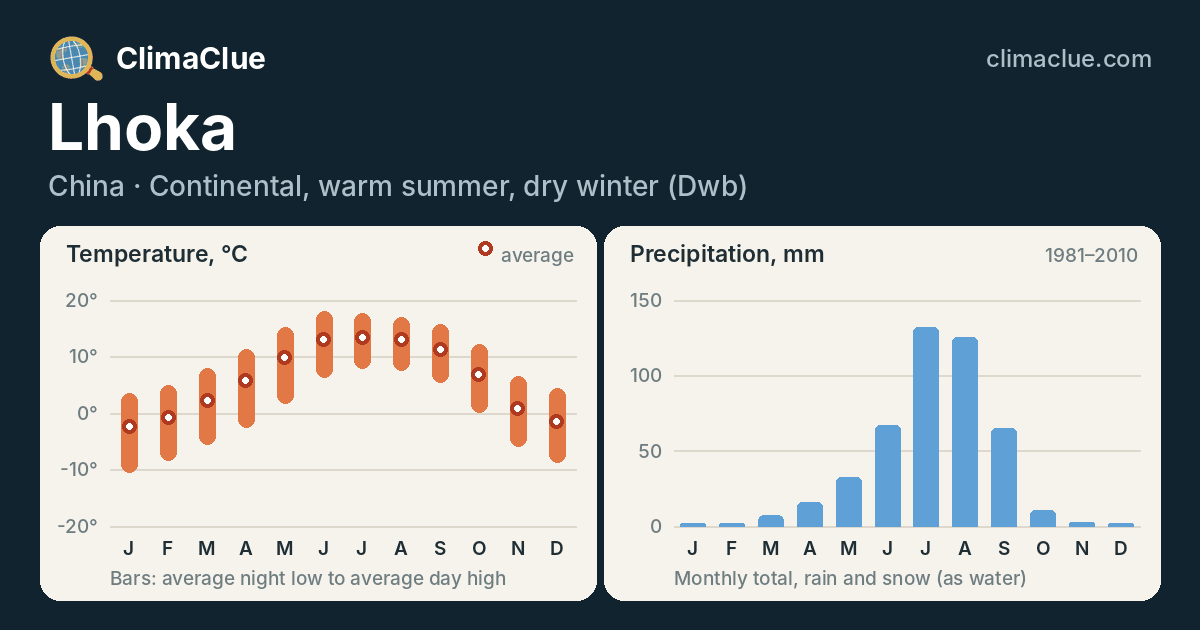 ClimaClue
climaclue.com
Lhoka
China · Continental, warm summer, dry winter (Dwb)
Temperature, °C
average
20°
10°
0°
-10°
-20°
J F M A M J J A S O N D
Bars: average night low to average day high
Precipitation, mm
1981–2010
150
100
50
0
J F M A M J J A S O N D
Monthly total, rain and snow (as water)